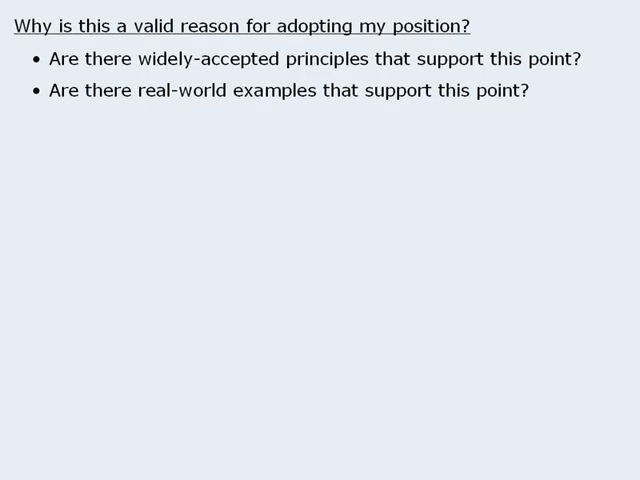 Why is this a valid reason for adopting my position?
• Are there widely-accepted principles that support this point?
• Are there real-world examples that support this point?